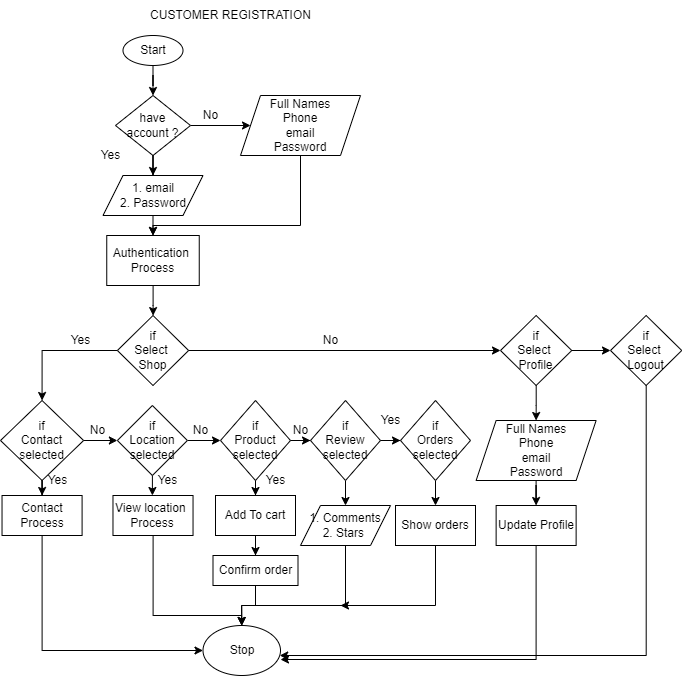 CUSTOMER REGISTRATION
Start
have
account ?
No
Full Names
Phone
email
Password
Yes
1. email
2. Password
Authentication
Process
Yes
if
Select
Shop
No
if
Select
Profile
if
Select
Logout
if
Contact
selected
No
if
Location
selected
No
if
Product
selected
No
if
Review
selected
Yes
if
Orders
selected
Full Names
Phone
email
Password
Yes
Yes
Yes
Contact
Process
View location
Process
Add To cart
1. Comments
2. Stars
Show orders
Update Profile
Confirm order
Stop